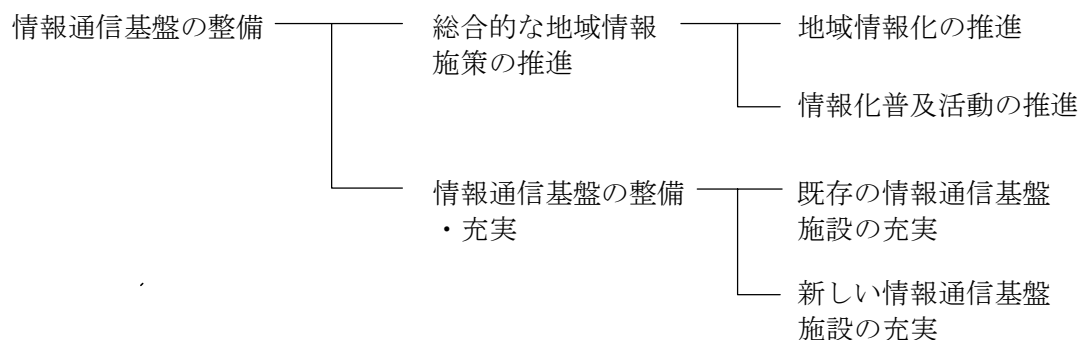 情報通信基盤の整備
総合的な地域情報
施策の推進
地域情報化の推進
情報化普及活動の推進
情報通信基盤の整備
・充実
既存の情報通信基盤
施設の充実
新しい情報通信基盤
施設の充実